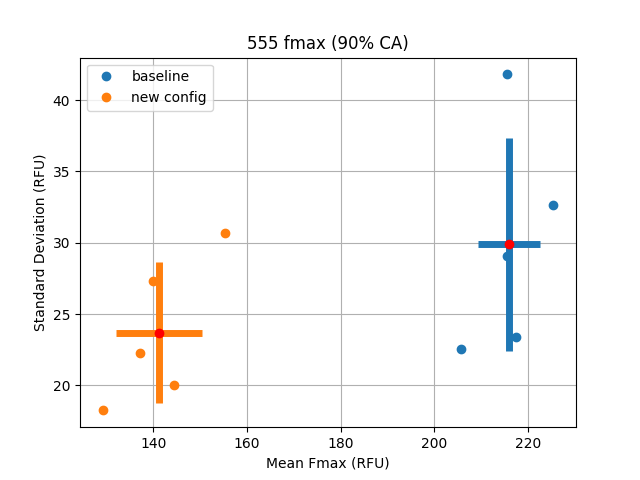 555 fmax (90% CA)
baseline
new config
Standard Deviation (RFU)
40
35
30
25
20
140 160 180 200 220
Mean Fmax (RFU)